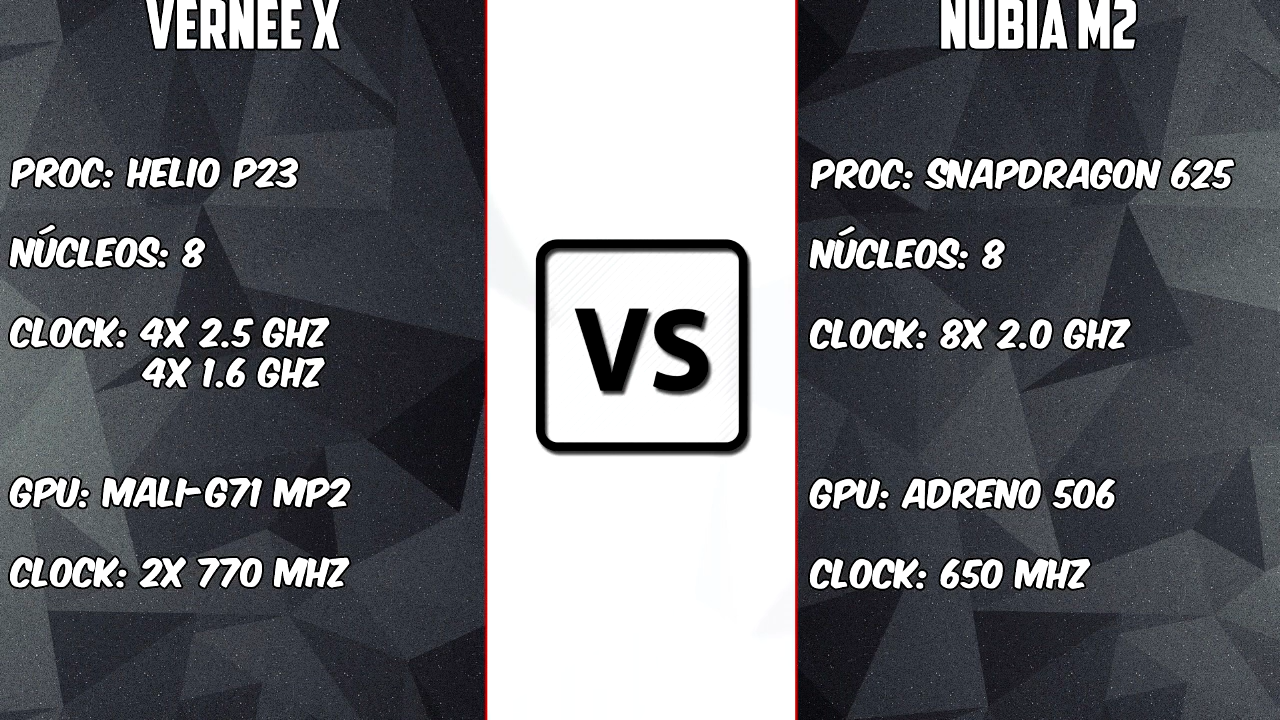 VERNEE X
PROC: HELIO P23
NÚCLEOS: 8
CLOCK: 4X 2.5 GHZ
4X 1.6 GHZ
GPU: MALI-G71 MP2
CLOCK: 2X 770 MHZ
VS
NUBIA M2
PROC: SNAPDRAGON 625
NÚCLEOS: 8
CLOCK: 8X 2.0 GHZ
GPU: ADRENO 506
CLOCK: 650 MHZ